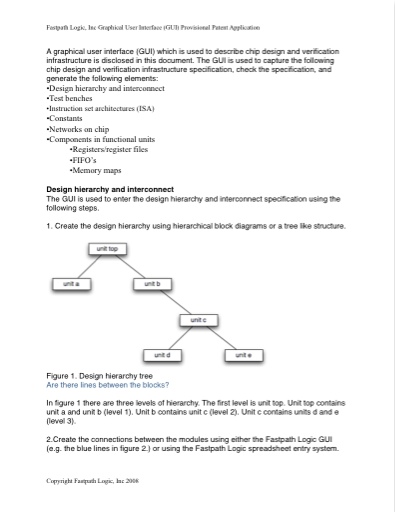 Fastpath Logic, Inc Graphical User Interface (GUI) Provisional Patent Application
A graphical user interface (GUI) which is used to describe chip design and verification
infrastructure is disclosed in this document. The GUI is used to capture the following
chip design and verification infrastructure specification, check the specification, and
generate the following elements:
•Design hierarchy and interconnect
•Test benches
•Instruction set architectures (ISA)
•Constants
•Networks on chip
•Components in functional units
•Registers/register files
•FIFO's
•Memory maps
Design hierarchy and interconnect
The GUI is used to enter the design hierarchy and interconnect specification using the
following steps.
1. Create the design hierarchy using hierarchical block diagrams or a tree like structure.
unit top
unit a
unit b
unit c
unit d
unit e
Figure 1. Design hierarchy tree
Are there lines between the blocks?
In figure 1 there are three levels of hierarchy. The first level is unit top. Unit top contains
unit a and unit b (level 1). Unit b contains unit c (level 2). Unit c contains units d and e
(level 3).
2.Create the connections between the modules using either the Fastpath Logic GUI
(e.g. the blue lines in figure 2.) or using the Fastpath Logic spreadsheet entry system.
Copyright Fastpath Logic, Inc 2008